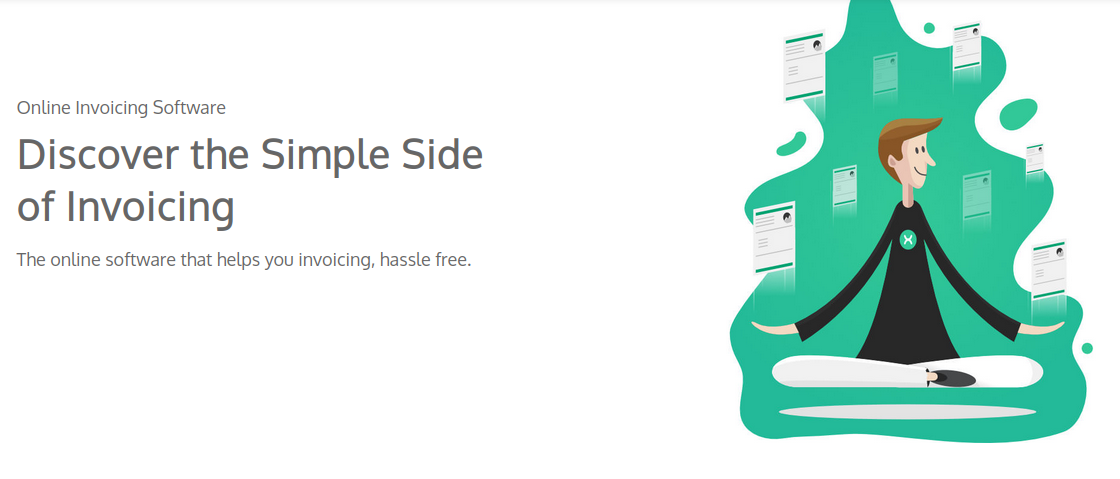 Online Invoicing Software
Discover the Simple Side
of Invoicing
The online software that helps you invoicing, hassle free.